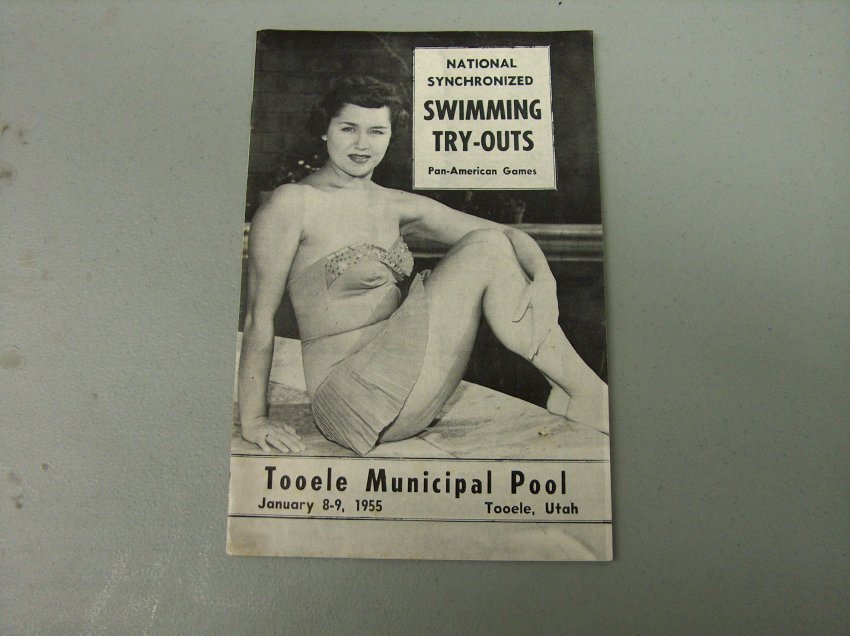 NATIONAL
SYNCHRONIZED
SWIMMING
TRY-OUTS
Pan-American Games
Tooele Municipal Pool
January 8-9, 1955 Tooele, Utah